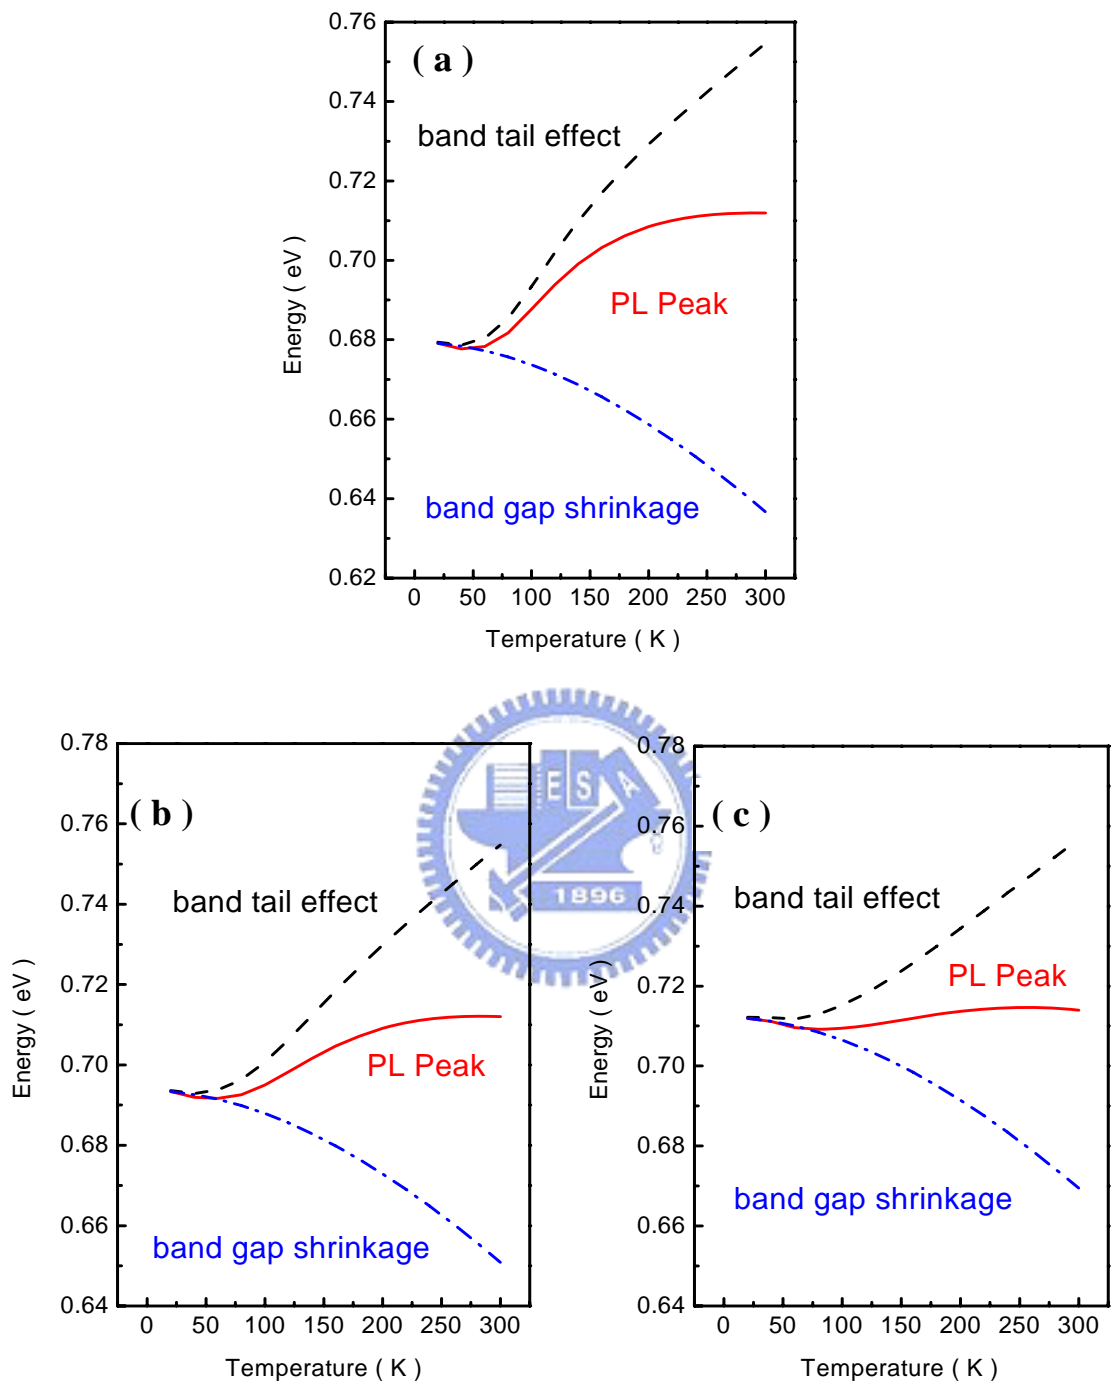 ( a )
0.76
0.74
0.72
0.70
0.68
0.66
0.64
0.62
Energy ( eV )
band tail effect
PL Peak
band gap shrinkage
0 50 100 150 200 250 300
Temperature ( K )
( b )
0.78
0.76
0.74
0.72
0.70
0.68
0.66
0.64
Energy ( eV )
band tail effect
PL Peak
band gap shrinkage
0 50 100 150 200 250 300
Temperature ( K )
E S A
1896
( c )
0.78
0.76
0.74
0.72
0.70
0.68
0.66
0.64
Energy ( eV )
band tail effect
PL Peak
band gap shrinkage
0 50 100 150 200 250 300
Temperature ( K )